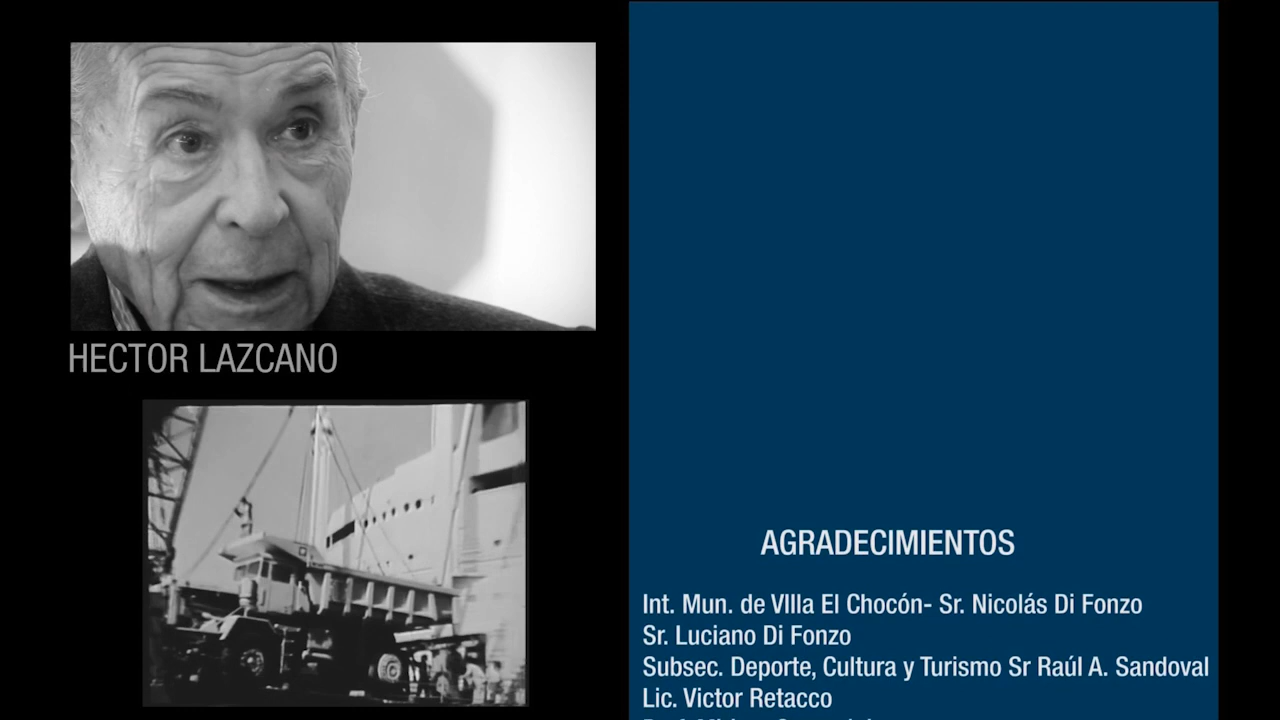 HECTOR LAZCANO
AGRADECIMIENTOS
Int. Mun. de VIlla El Chocón- Sr. Nicolás Di Fonzo
Sr. Luciano Di Fonzo
Subsec. Deporte, Cultura y Turismo Sr Raúl A. Sandoval
Lic. Victor Retacco